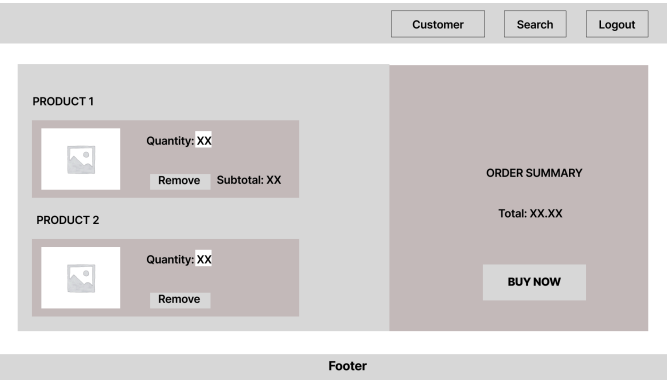 Customer
Search
Logout
PRODUCT 1
Quantity: XX
Remove
Subtotal: XX
PRODUCT 2
Quantity: XX
Remove
ORDER SUMMARY
Total: XX.XX
BUY NOW
Footer